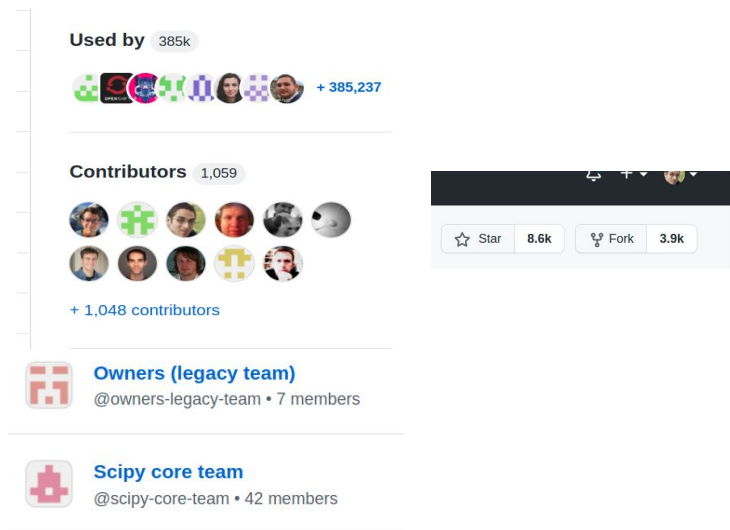 Used by 385k
+ 385,237
Contributors 1,059
+ 1,048 contributors
Owners (legacy team)
@owners-legacy-team • 7 members
Scipy core team
@scipy-core-team • 42 members
Star 8.6k Fork 3.9k